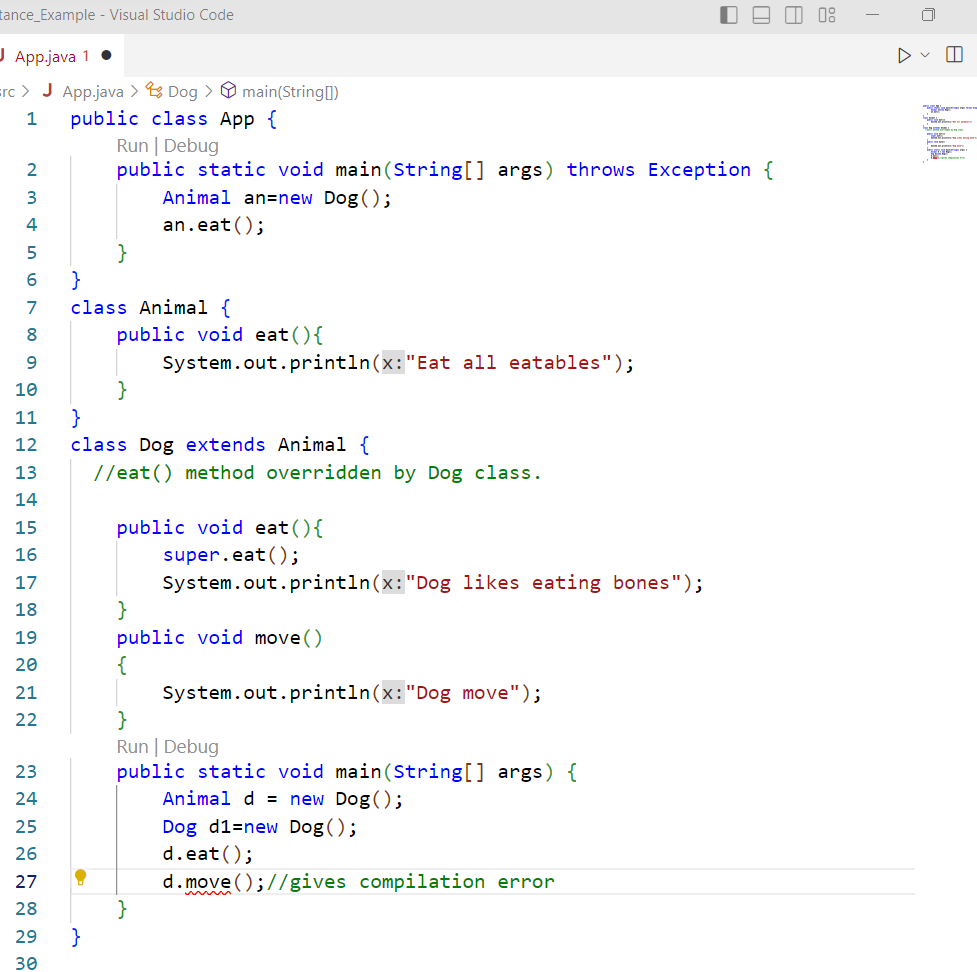 tance_Example - Visual Studio Code
J App.java 1
src > J App.java > Dog > main(String[])
1 public class App {
Run | Debug
2 public static void main(String[] args) throws Exception {
3 Animal an=new Dog();
4 an.eat();
5 }
6 }
7 class Animal {
8 public void eat(){
9 System.out.println(x:"Eat all eatables");
10 }
11 }
12 class Dog extends Animal {
13 //eat() method overridden by Dog class.
14
15 public void eat(){
16 super.eat();
17 System.out.println(x:"Dog likes eating bones");
18 }
19 public void move()
20 {
21 System.out.println(x:"Dog move");
22 }
Run | Debug
23 public static void main(String[] args) {
24 Animal d = new Dog();
25 Dog d1=new Dog();
26 d.eat();
27 d.move();//gives compilation error
28 }
29 }
30